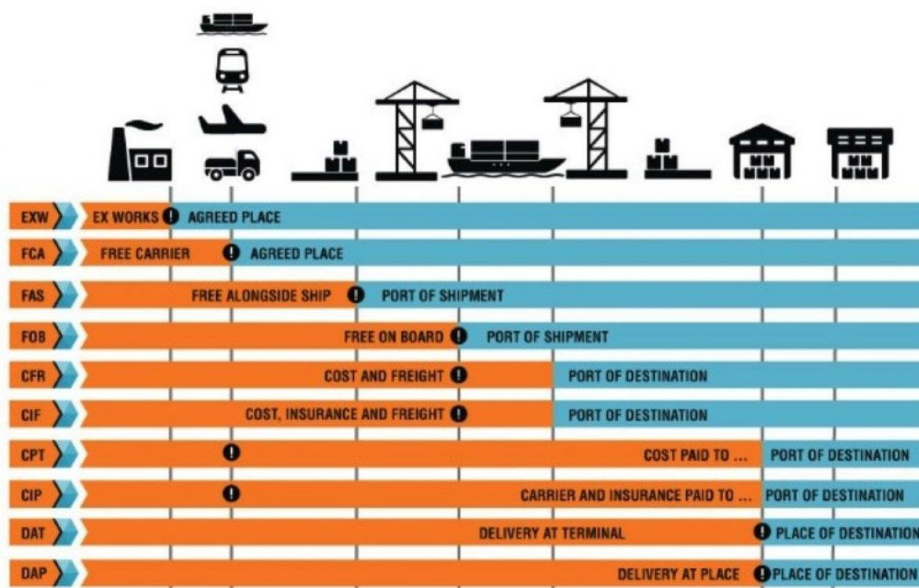 EXW EX WORKS ! AGREED PLACE
FCA FREE CARRIER ! AGREED PLACE
FAS FREE ALONGSIDE SHIP ! PORT OF SHIPMENT
FOB FREE ON BOARD ! PORT OF SHIPMENT
CFR COST AND FREIGHT ! PORT OF DESTINATION
CIF COST, INSURANCE AND FREIGHT ! PORT OF DESTINATION
CPT ! COST PAID TO ... PORT OF DESTINATION
CIP ! CARRIER AND INSURANCE PAID TO ... PORT OF DESTINATION
DAT DELIVERY AT TERMINAL ! PLACE OF DESTINATION
DAP DELIVERY AT PLACE ! PLACE OF DESTINATION